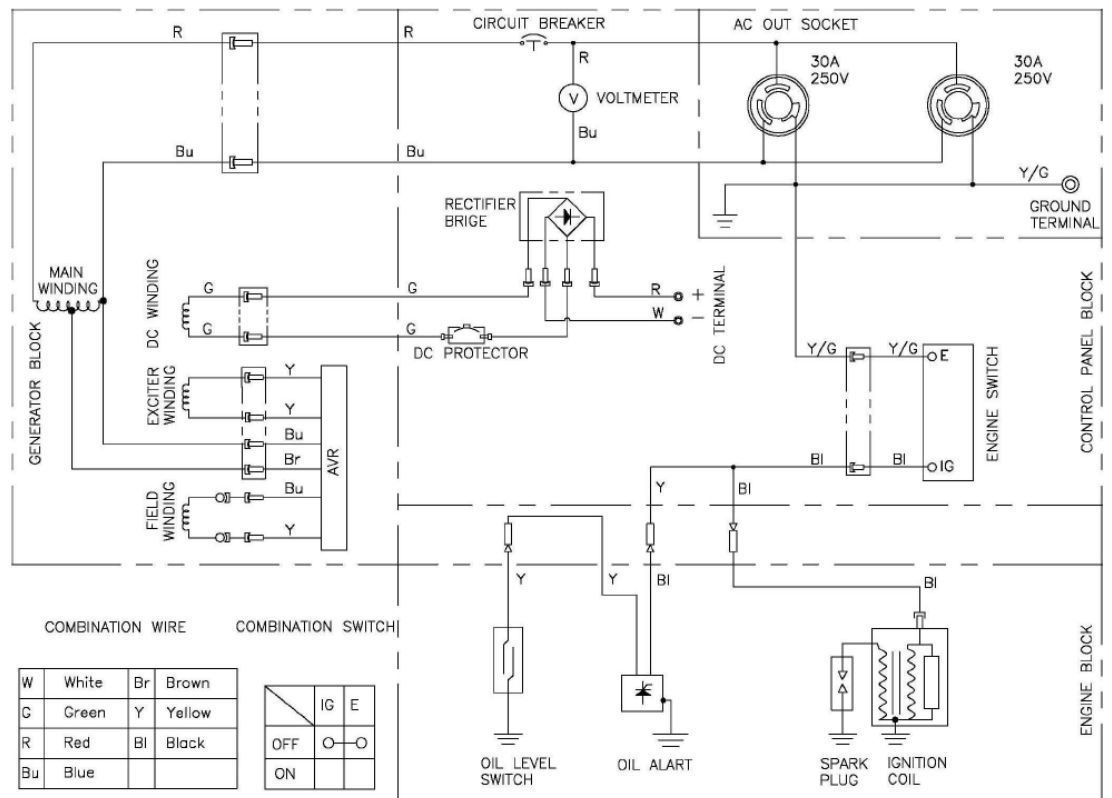 CIRCUIT BREAKER
AC OUT SOCKET
R
R
R
30A
250V
30A
250V
V
VOLTMETER
Bu
Bu
Bu
Y/G
GROUND
TERMINAL
RECTIFIER
BRIGE
MAIN
WINDING
DC WINDING
G
G
G
G
R
+
W
−
DC TERMINAL
DC PROTECTOR
GENERATOR BLOCK
EXCITER
WINDING
Y
Y
Bu
Br
AVR
FIELD
WINDING
Bu
Y
Y/G
Y/G
E
ENGINE SWITCH
CONTROL PANEL BLOCK
Bl
Bl
IG
Y
Bl
Y
Y
Bl
Bl
ENGINE BLOCK
OIL LEVEL
SWITCH
OIL ALART
SPARK
PLUG
IGNITION
COIL
COMBINATION WIRE
W White Br Brown
G Green Y Yellow
R Red Bl Black
Bu Blue
COMBINATION SWITCH
IG E
OFF
ON